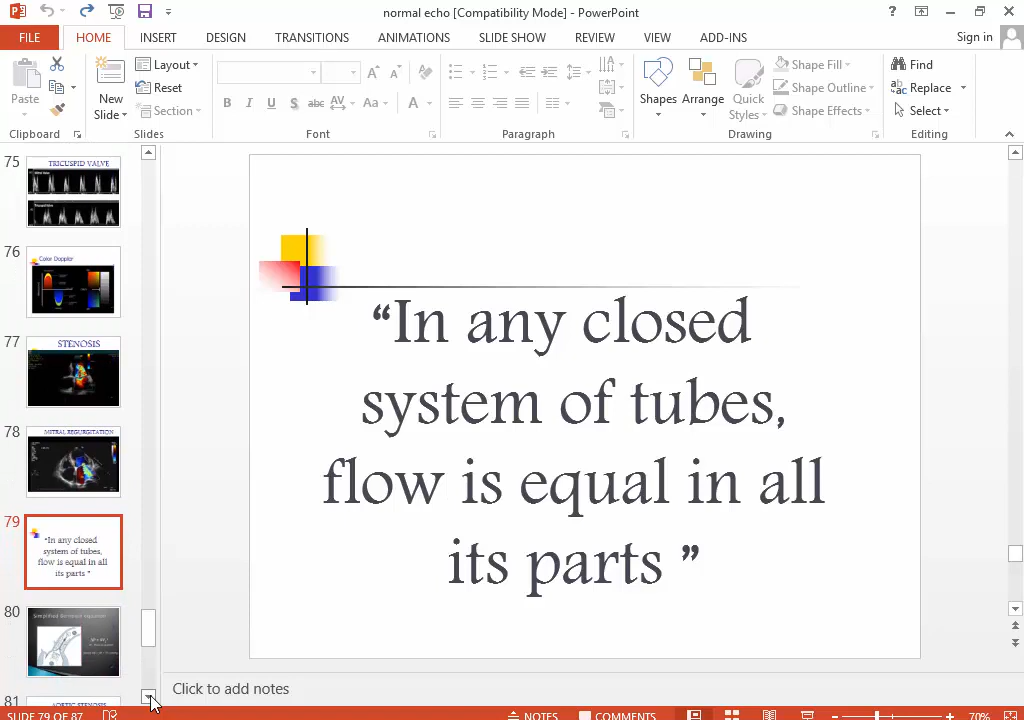 normal echo [Compatibility Mode] - PowerPoint
FILE HOME INSERT DESIGN TRANSITIONS ANIMATIONS SLIDE SHOW REVIEW VIEW ADD-INS Sign in
Paste
New Slide
Layout
Reset
Section
B I U S abc AV Aa A
Shapes
Arrange
Quick Styles
Shape Fill
Shape Outline
Shape Effects
Find
Replace
Select
Clipboard Slides Font Paragraph Drawing Editing
75
TRICUSPID VALVE
76
Color Doppler
77
STENOSIS
78
MITRAL REGURGITATION
79
“In any closed
system of tubes,
flow is equal in all
its parts ”
80
Simplified Bernoulli equation
81
AORTIC STENOSIS
“In any closed
system of tubes,
flow is equal in all
its parts ”
Click to add notes
SLIDE 79 OF 87 NOTES COMMENTS 70%